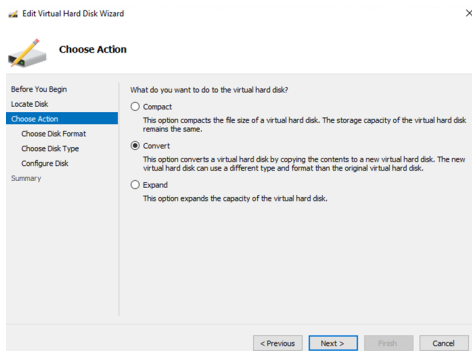 Edit Virtual Hard Disk Wizard
Choose Action
Before You Begin
Locate Disk
Choose Action
Choose Disk Format
Choose Disk Type
Configure Disk
Summary
What do you want to do to the virtual hard disk?
Compact
This option compacts the file size of a virtual hard disk. The storage capacity of the virtual hard disk
remains the same.
Convert
This option converts a virtual hard disk by copying the contents to a new virtual hard disk. The new
virtual hard disk can use a different type and format than the original virtual hard disk.
Expand
This option expands the capacity of the virtual hard disk.
< Previous
Next >
Finish
Cancel